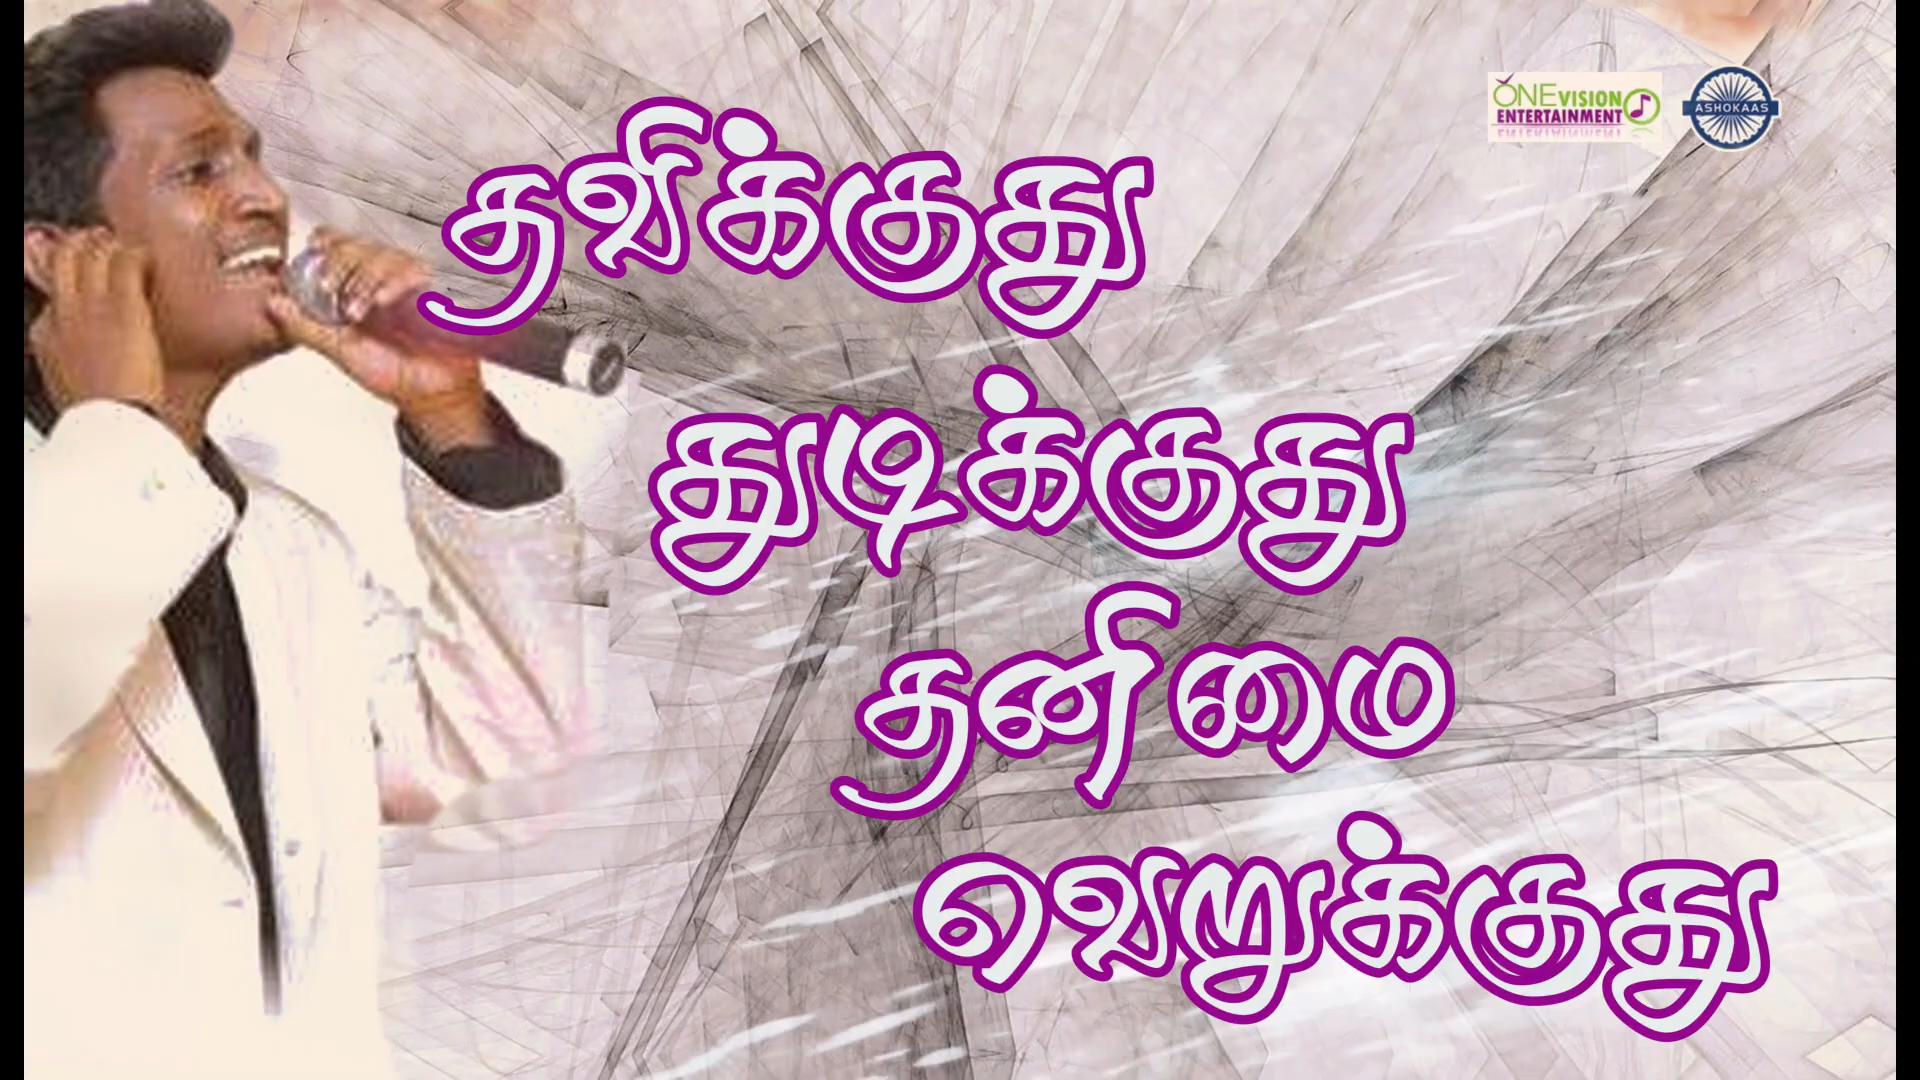 ONE VISION
ENTERTAINMENT
ASHOKAAS
தவிக்குது
துடிக்குது
தனிமை
வெறுக்குது